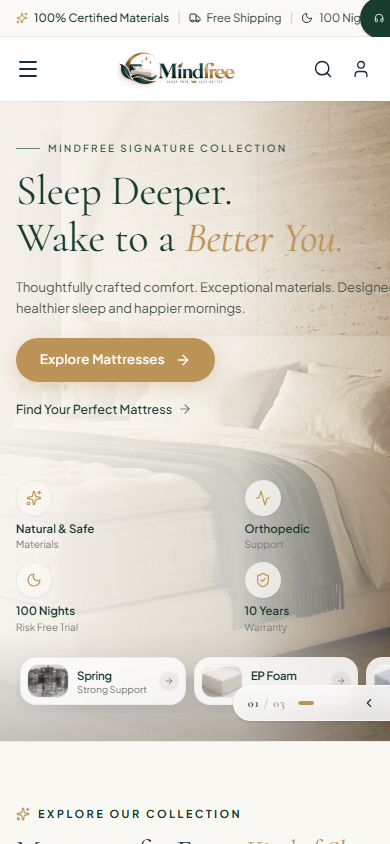 100% Certified Materials Free Shipping 100 Nig
Mindfree
MINDFREE SIGNATURE COLLECTION
Sleep Deeper.
Wake to a Better You.
Thoughtfully crafted comfort. Exceptional materials. Designe
healthier sleep and happier mornings.
Explore Mattresses
Find Your Perfect Mattress
Natural & Safe
Materials
Orthopedic
Support
100 Nights
Risk Free Trial
10 Years
Warranty
Spring
Strong Support
EP Foam
01 / 03
EXPLORE OUR COLLECTION